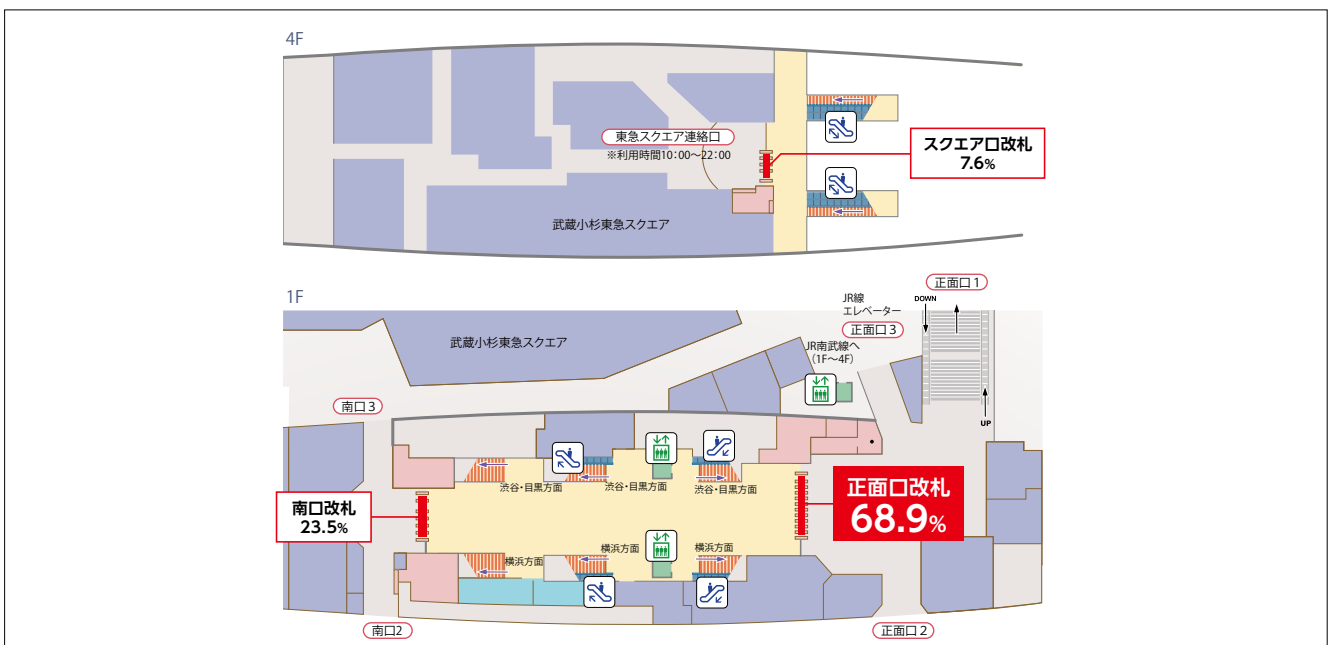 4F
東急スクエア連絡口
※利用時間10:00〜22:00
スクエア口改札
7.6%
武蔵小杉東急スクエア
1F
正面口1
JR線
エレベーター
DOWN
正面口3
武蔵小杉東急スクエア
JR南武線へ
(1F〜4F)
南口3
UP
渋谷・目黒方面
渋谷・目黒方面
渋谷・目黒方面
正面口改札
68.9%
南口改札
23.5%
横浜方面
横浜方面
横浜方面
南口2
正面口2